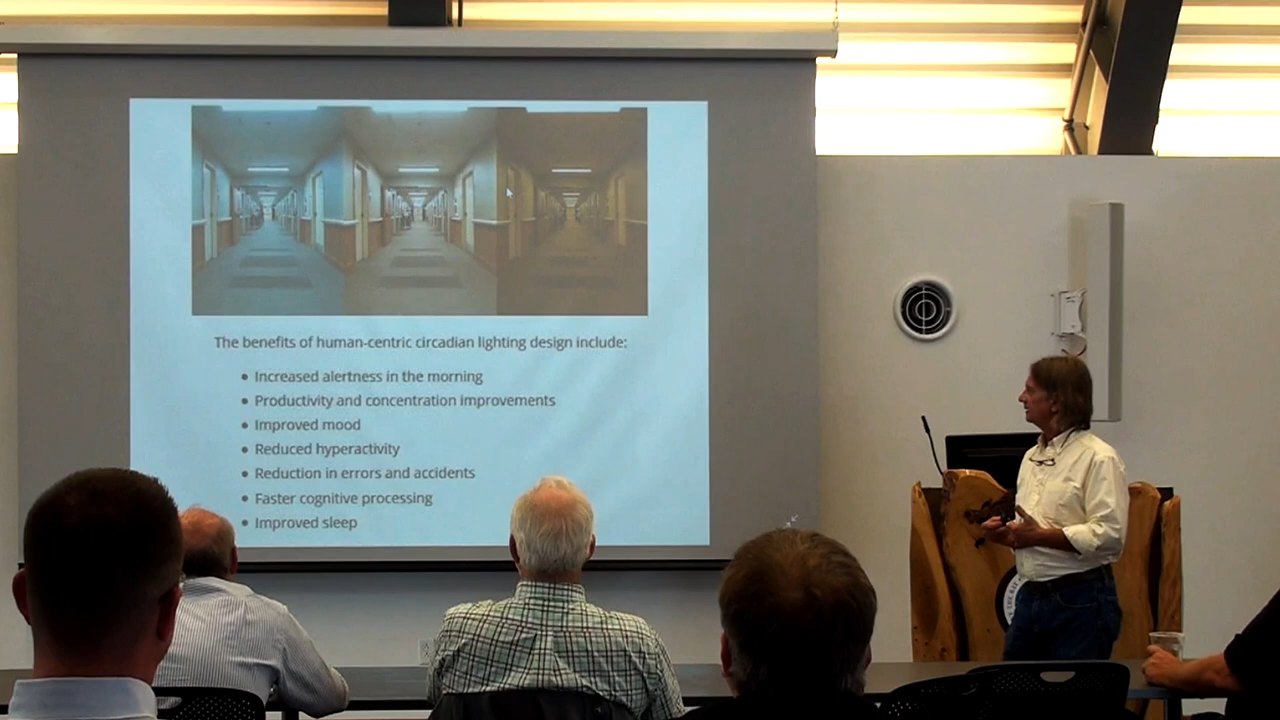 The benefits of human-centric circadian lighting design include:
• Increased alertness in the morning
• Productivity and concentration improvements
• Improved mood
• Reduced hyperactivity
• Reduction in errors and accidents
• Faster cognitive processing
• Improved sleep